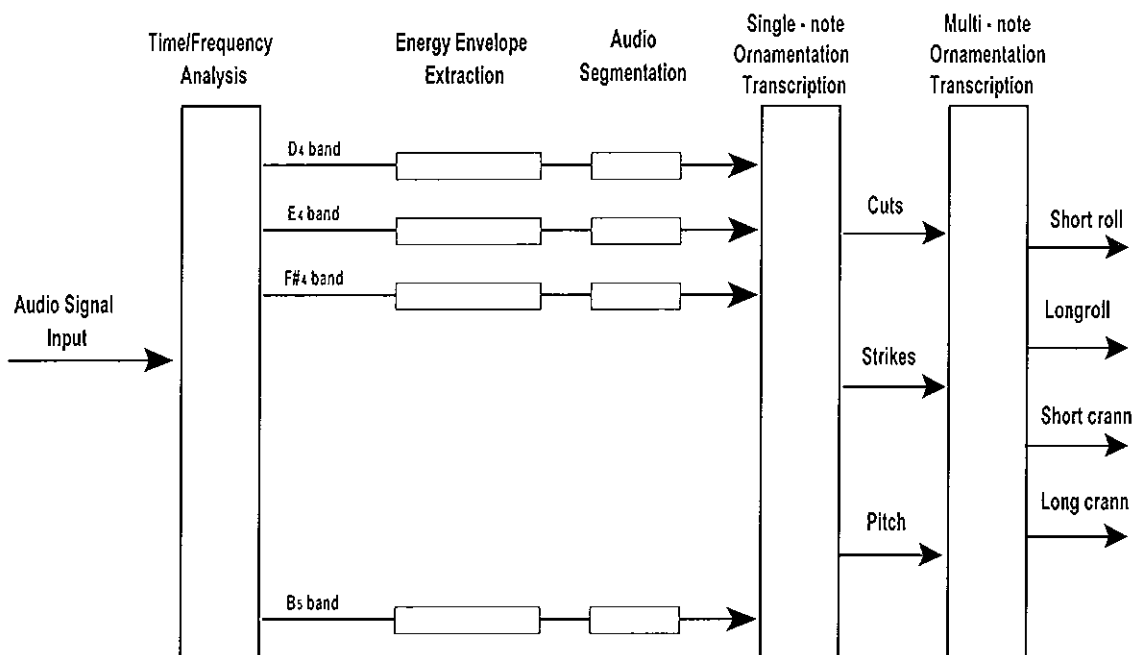 Time/Frequency
Analysis
Energy Envelope
Extraction
Audio
Segmentation
Single - note
Ornamentation
Transcription
Multi - note
Ornamentation
Transcription
D4 band
E4 band
F#4 band
B5 band
Audio Signal
Input
Cuts
Strikes
Pitch
Short roll
Longroll
Short crann
Long crann